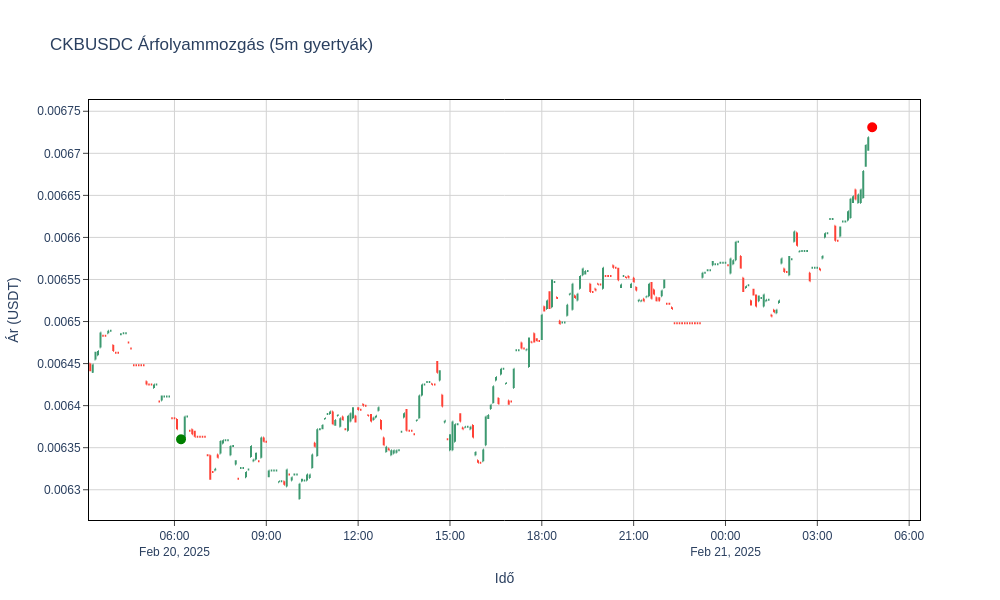 CKBUSDC Árfolyammozgás (5m gyertyák)
0.00675
0.0067
0.00665
0.0066
0.00655
0.0065
0.00645
0.0064
0.00635
0.0063
Ár (USDT)
06:00 09:00 12:00 15:00 18:00 21:00 00:00 03:00 06:00
Feb 20, 2025 Feb 21, 2025
Idő